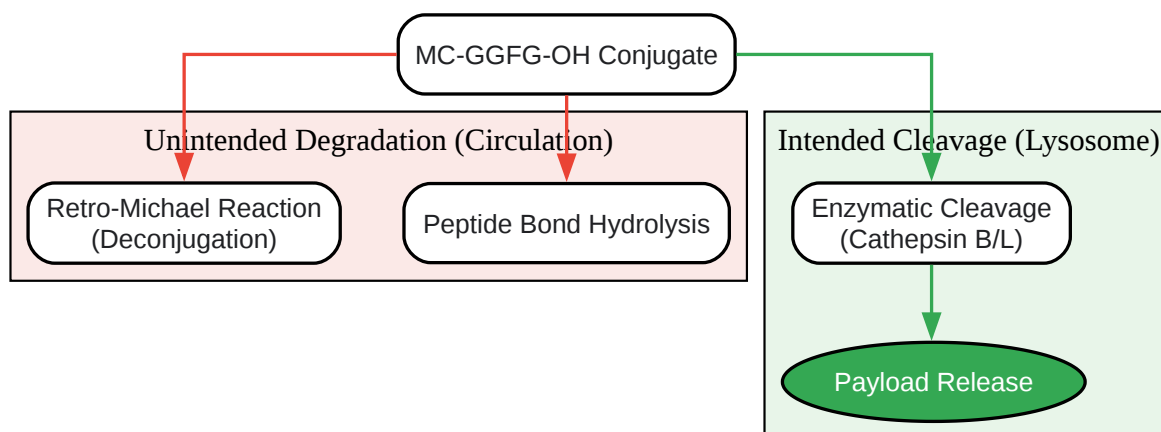 MC-GGFG-OH Conjugate
Unintended Degradation (Circulation)
Retro-Michael Reaction
(Deconjugation)
Peptide Bond Hydrolysis
Intended Cleavage (Lysosome)
Enzymatic Cleavage
(Cathepsin B/L)
Payload Release